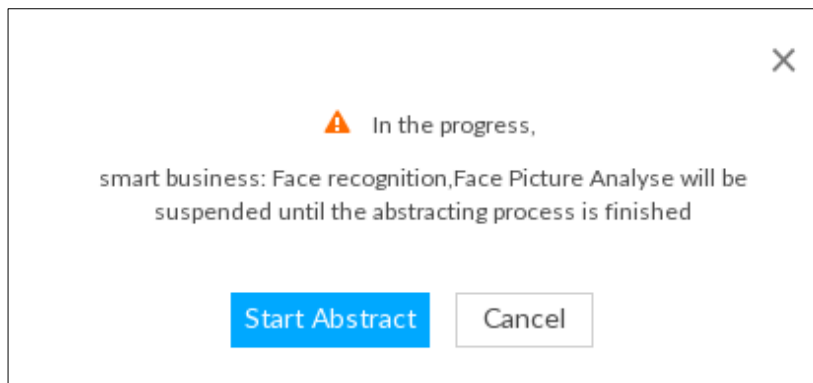 In the progress,
smart business: Face recognition,Face Picture Analyse will be
suspended until the abstracting process is finished
Start Abstract
Cancel